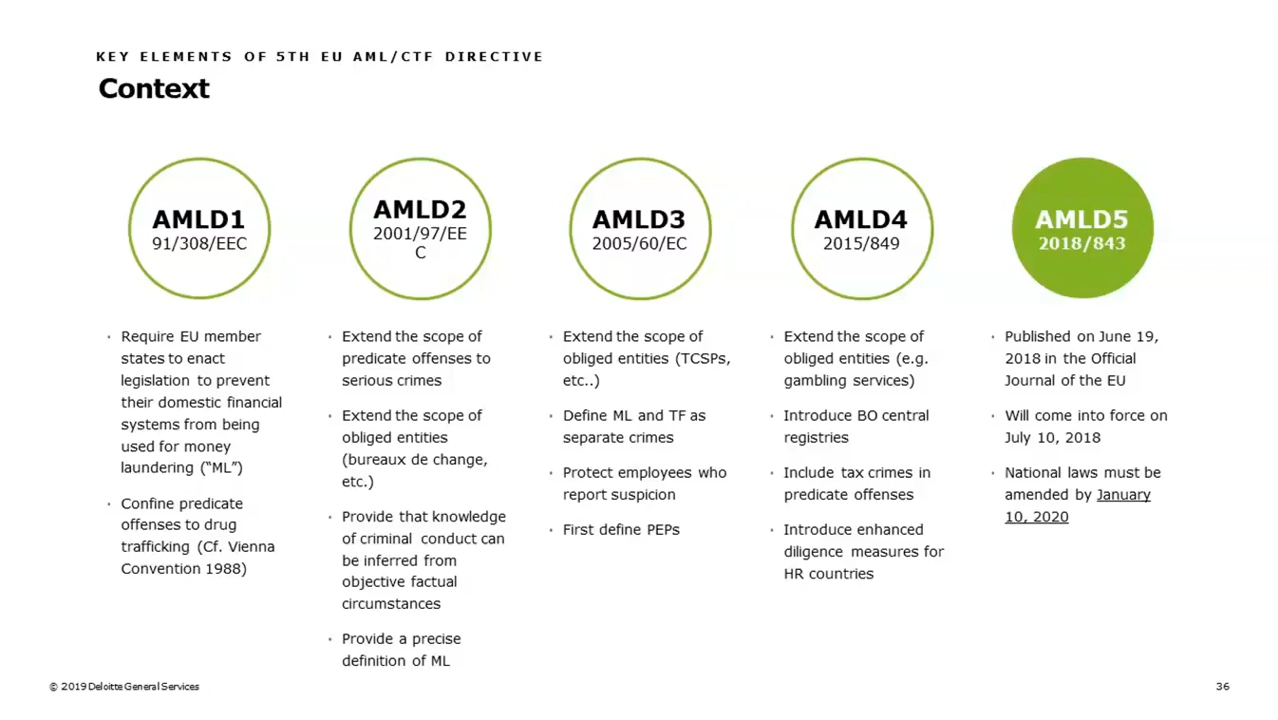 KEY ELEMENTS OF 5TH EU AML/CTF DIRECTIVE
Context
AMLD1
91/308/EEC
AMLD2
2001/97/EE
C
AMLD3
2005/60/EC
AMLD4
2015/849
AMLD5
2018/843
· Require EU member
states to enact
legislation to prevent
their domestic financial
systems from being
used for money
laundering (“ML”)
· Confine predicate
offenses to drug
trafficking (Cf. Vienna
Convention 1988)
· Extend the scope of
predicate offenses to
serious crimes
· Extend the scope of
obliged entities
(bureaux de change,
etc.)
· Provide that knowledge
of criminal conduct can
be inferred from
objective factual
circumstances
· Provide a precise
definition of ML
· Extend the scope of
obliged entities (TCSPs,
etc..)
· Define ML and TF as
separate crimes
· Protect employees who
report suspicion
· First define PEPs
· Extend the scope of
obliged entities (e.g.
gambling services)
· Introduce BO central
registries
· Include tax crimes in
predicate offenses
· Introduce enhanced
diligence measures for
HR countries
· Published on June 19,
2018 in the Official
Journal of the EU
· Will come into force on
July 10, 2018
· National laws must be
amended by January
10, 2020
© 2019 Deloitte General Services
36